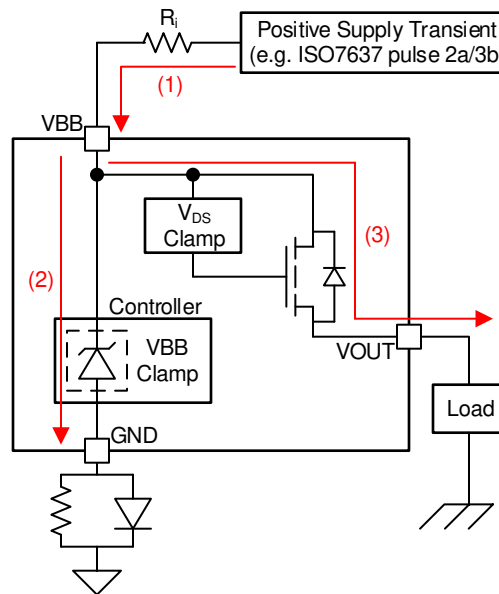 Ri
Positive Supply Transient
(e.g. ISO7637 pulse 2a/3b
(1)
VBB
VDS
Clamp
(3)
(2)
Controller
VBB
Clamp
VOUT
GND
Load